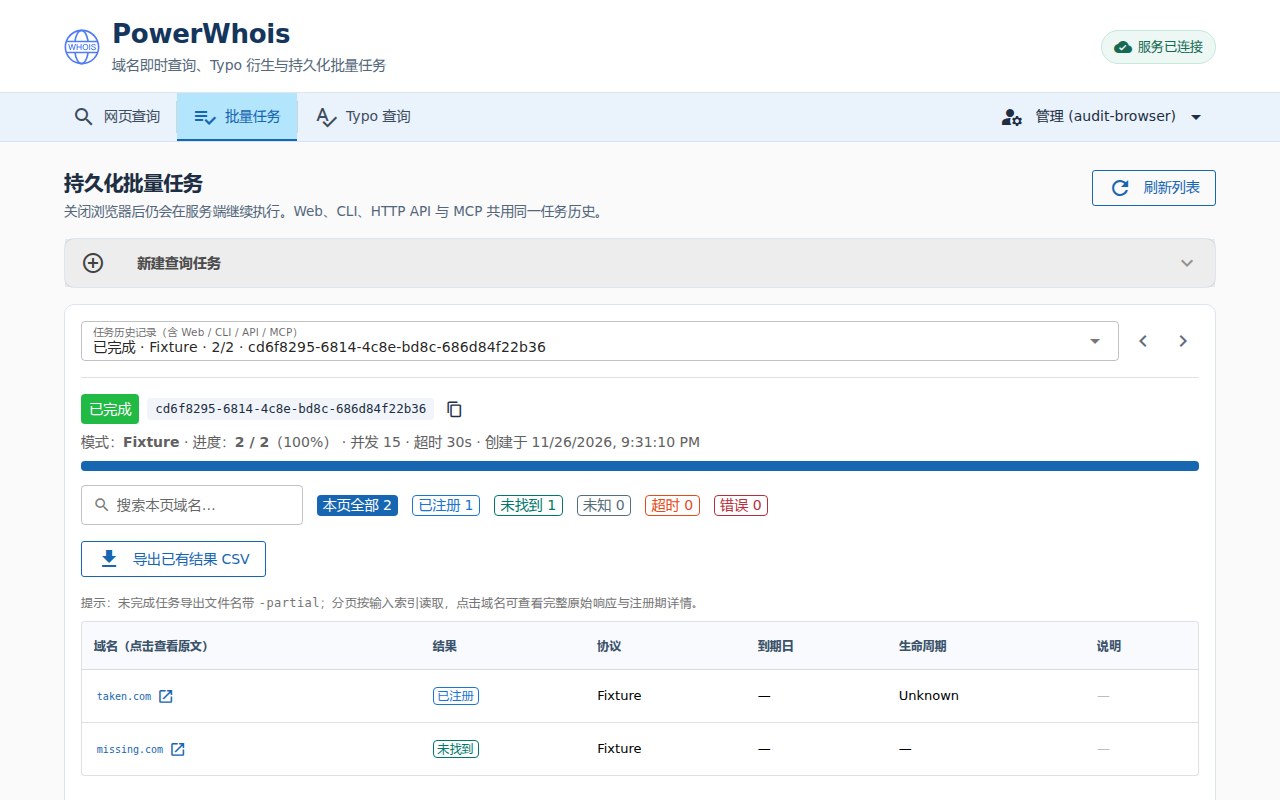 WHOIS
PowerWhois
域名即时查询、Typo 衍生与持久化批量任务
服务已连接
网页查询
批量任务
Typo 查询
管理 (audit-browser)
持久化批量任务
关闭浏览器后仍会在服务端继续执行。Web、CLI、HTTP API 与 MCP 共用同一任务历史。
刷新列表
新建查询任务
任务历史记录（含 Web / CLI / API / MCP）
已完成 · Fixture · 2/2 · cd6f8295-6814-4c8e-bd8c-686d84f22b36
已完成 cd6f8295-6814-4c8e-bd8c-686d84f22b36
模式：Fixture · 进度：2 / 2（100%） · 并发 15 · 超时 30s · 创建于 11/26/2026, 9:31:10 PM
搜索本页域名... 本页全部 2 已注册 1 未找到 1 未知 0 超时 0 错误 0
导出已有结果 CSV
提示：未完成任务导出文件名带 -partial；分页按输入索引读取，点击域名可查看完整原始响应与注册期详情。
域名（点击查看原文） 结果 协议 到期日 生命周期 说明
taken.com 已注册 Fixture — Unknown —
missing.com 未找到 Fixture — — —